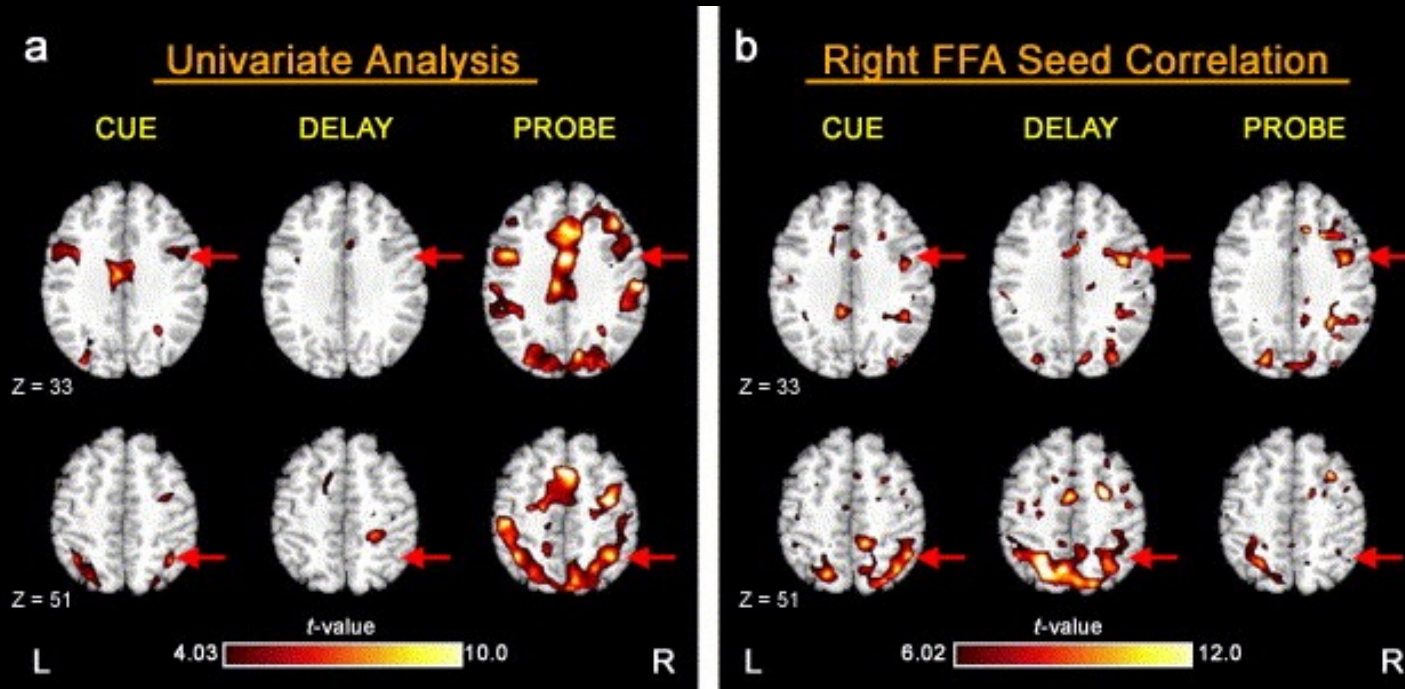 a
Univariate Analysis
CUE DELAY PROBE
Z = 33
Z = 51
t-value
4.03 10.0
L R
b
Right FFA Seed Correlation
CUE DELAY PROBE
Z = 33
Z = 51
t-value
6.02 12.0
L R